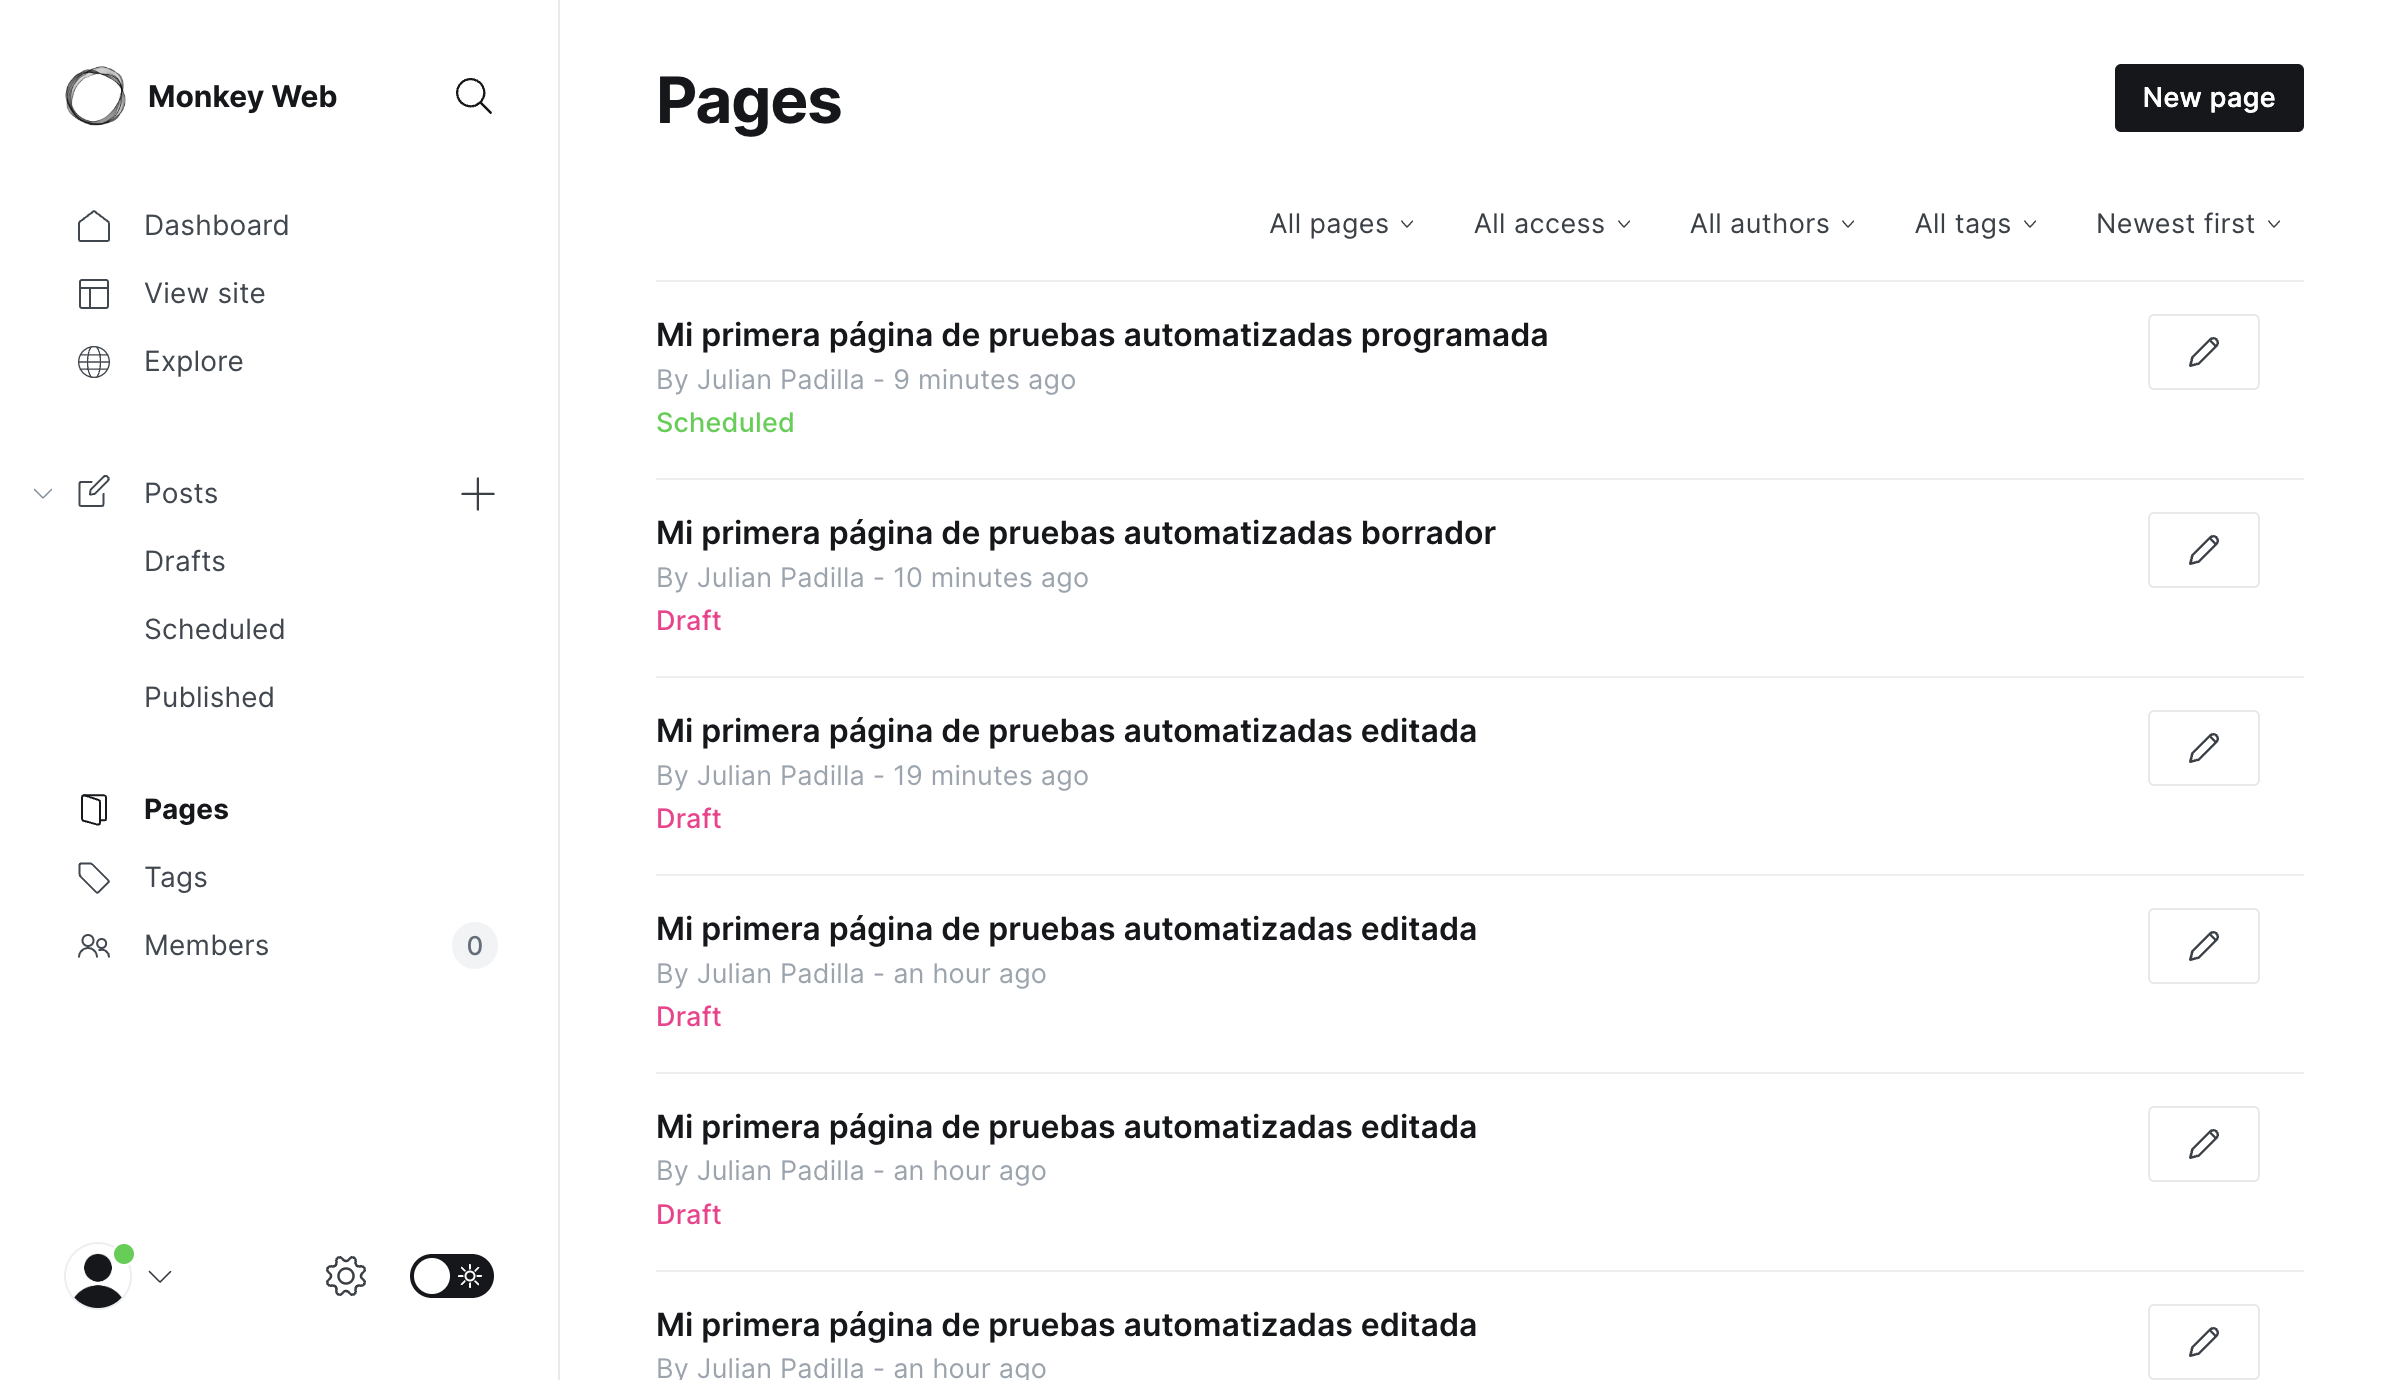 Monkey Web
Dashboard
View site
Explore
Posts
Drafts
Scheduled
Published
Pages
Tags
Members 0
Pages
New page
All pages All access All authors All tags Newest first
Mi primera página de pruebas automatizadas programada
By Julian Padilla - 9 minutes ago
Scheduled
Mi primera página de pruebas automatizadas borrador
By Julian Padilla - 10 minutes ago
Draft
Mi primera página de pruebas automatizadas editada
By Julian Padilla - 19 minutes ago
Draft
Mi primera página de pruebas automatizadas editada
By Julian Padilla - an hour ago
Draft
Mi primera página de pruebas automatizadas editada
By Julian Padilla - an hour ago
Draft
Mi primera página de pruebas automatizadas editada
By Julian Padilla - an hour ago